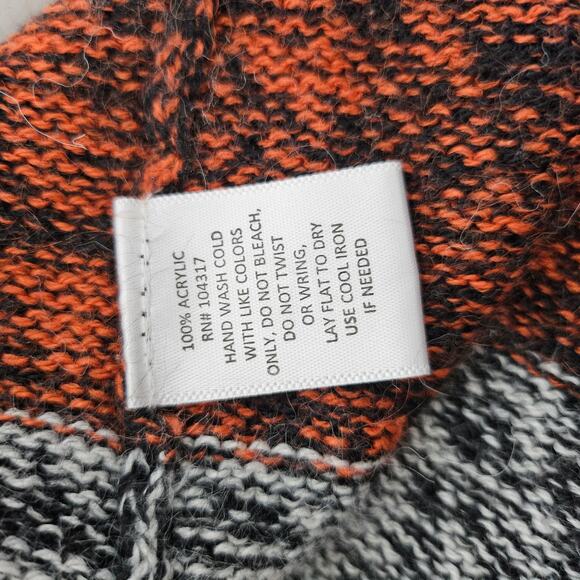 100% ACRYLIC
RN# 104317
HAND WASH COLD
WITH LIKE COLORS
ONLY, DO NOT BLEACH,
DO NOT TWIST
OR WRING,
LAY FLAT TO DRY
USE COOL IRON
IF NEEDED